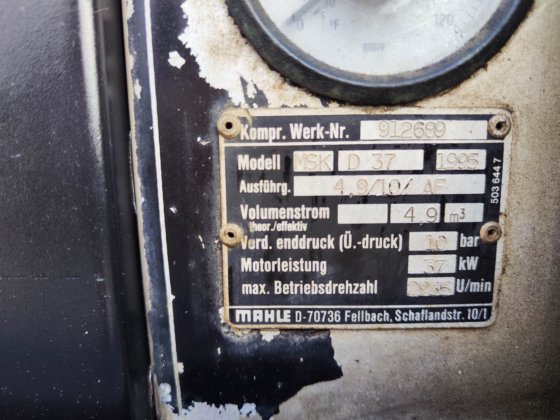 120
°F
Kompr. Werk-Nr. 912689
Modell MSK D 37 1995
Ausführg. 4.9/10/ AF
Volumenstrom 4.9 m³
theor./effektiv
Verd. enddruck (Ü.-druck) 10 bar
Motorleistung 37 kW
max. Betriebsdrehzahl U/min
MAHLE D-70736 Fellbach, Schaflandstr. 10/1
503 644 7